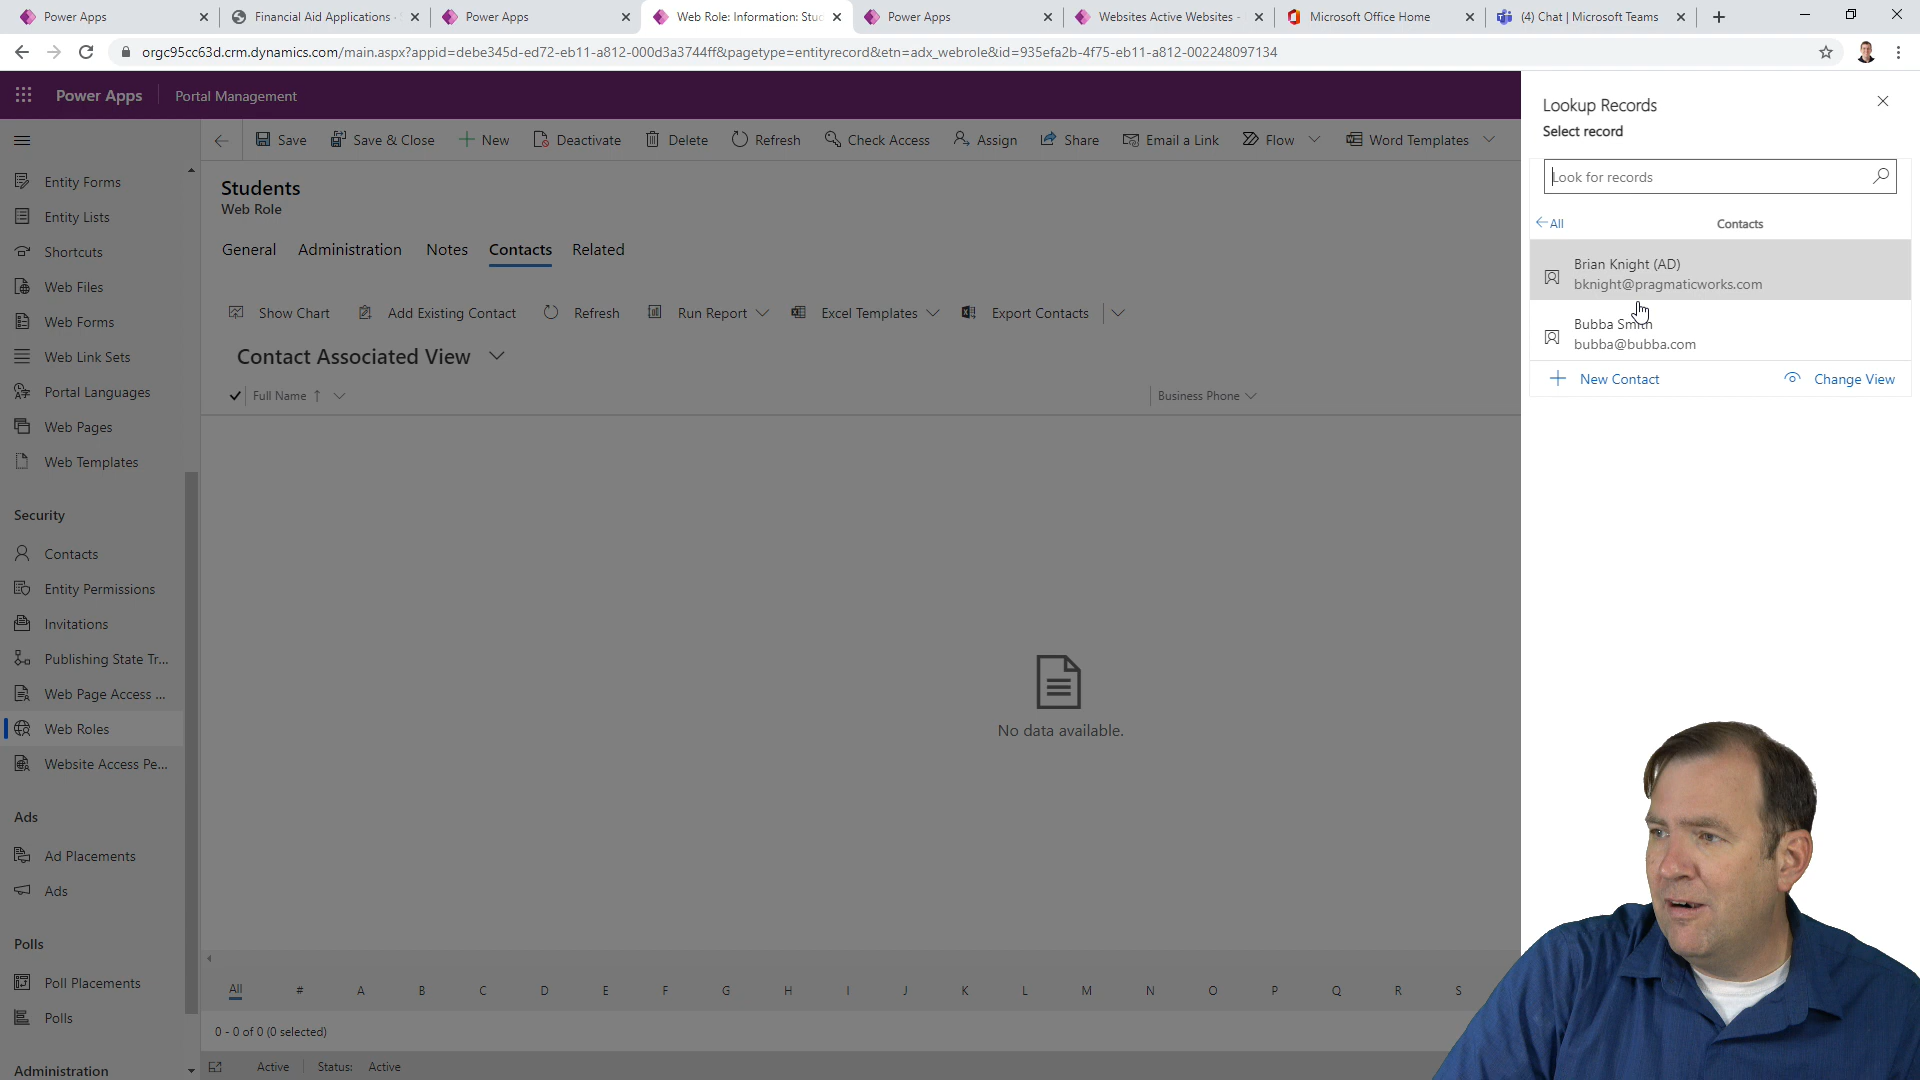 Power Apps
Financial Aid Applications -
Power Apps
Web Role: Information: Stud
Power Apps
Websites Active Websites -
Microsoft Office Home
(4) Chat | Microsoft Teams
orgc95cc63d.crm.dynamics.com/main.aspx?appid=debe345d-ed72-eb11-a812-000d3a3744ff&pagetype=entityrecord&etn=adx_webrole&id=935efa2b-4f75-eb11-a812-002248097134
Power Apps
Portal Management
Save
Save & Close
New
Deactivate
Delete
Refresh
Check Access
Assign
Share
Email a Link
Flow
Word Templates
Entity Forms
Entity Lists
Shortcuts
Web Files
Web Forms
Web Link Sets
Portal Languages
Web Pages
Web Templates
Security
Contacts
Entity Permissions
Invitations
Publishing State Tr...
Web Page Access ...
Web Roles
Website Access Pe...
Ads
Ad Placements
Ads
Polls
Poll Placements
Polls
Administration
Students
Web Role
General
Administration
Notes
Contacts
Related
Show Chart
Add Existing Contact
Refresh
Run Report
Excel Templates
Export Contacts
Contact Associated View
Full Name
Business Phone
No data available.
All # A B C D E F G H I J K L M N O P Q R S
0 - 0 of 0 (0 selected)
Active
Status: Active
Lookup Records
Select record
Look for records
All
Contacts
Brian Knight (AD)
bknight@pragmaticworks.com
Bubba Smith
bubba@bubba.com
New Contact
Change View